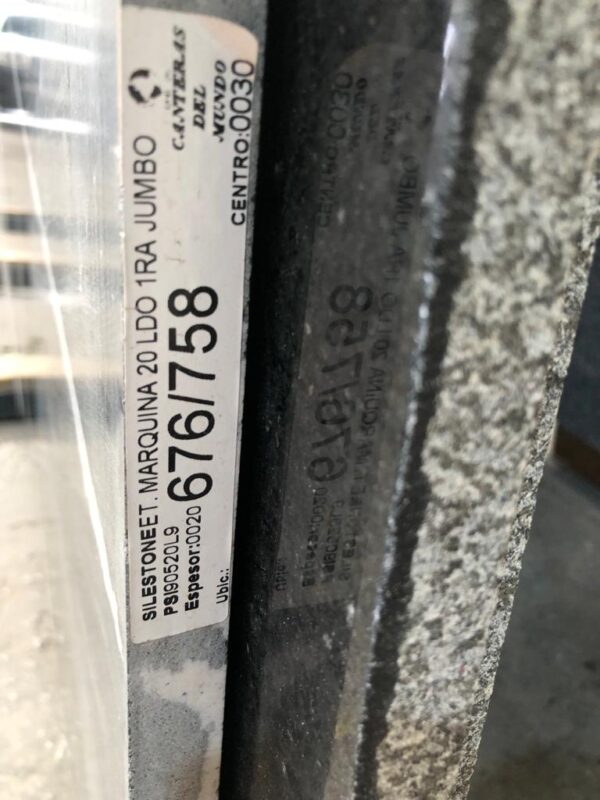 CANTERAS
DEL
MUNDO
CENTRO:0030
SILESTONEET. MARQUINA 20 LDO 1RA JUMBO
PSI90520L9
Espesor:0020
676/758
Ubic.: